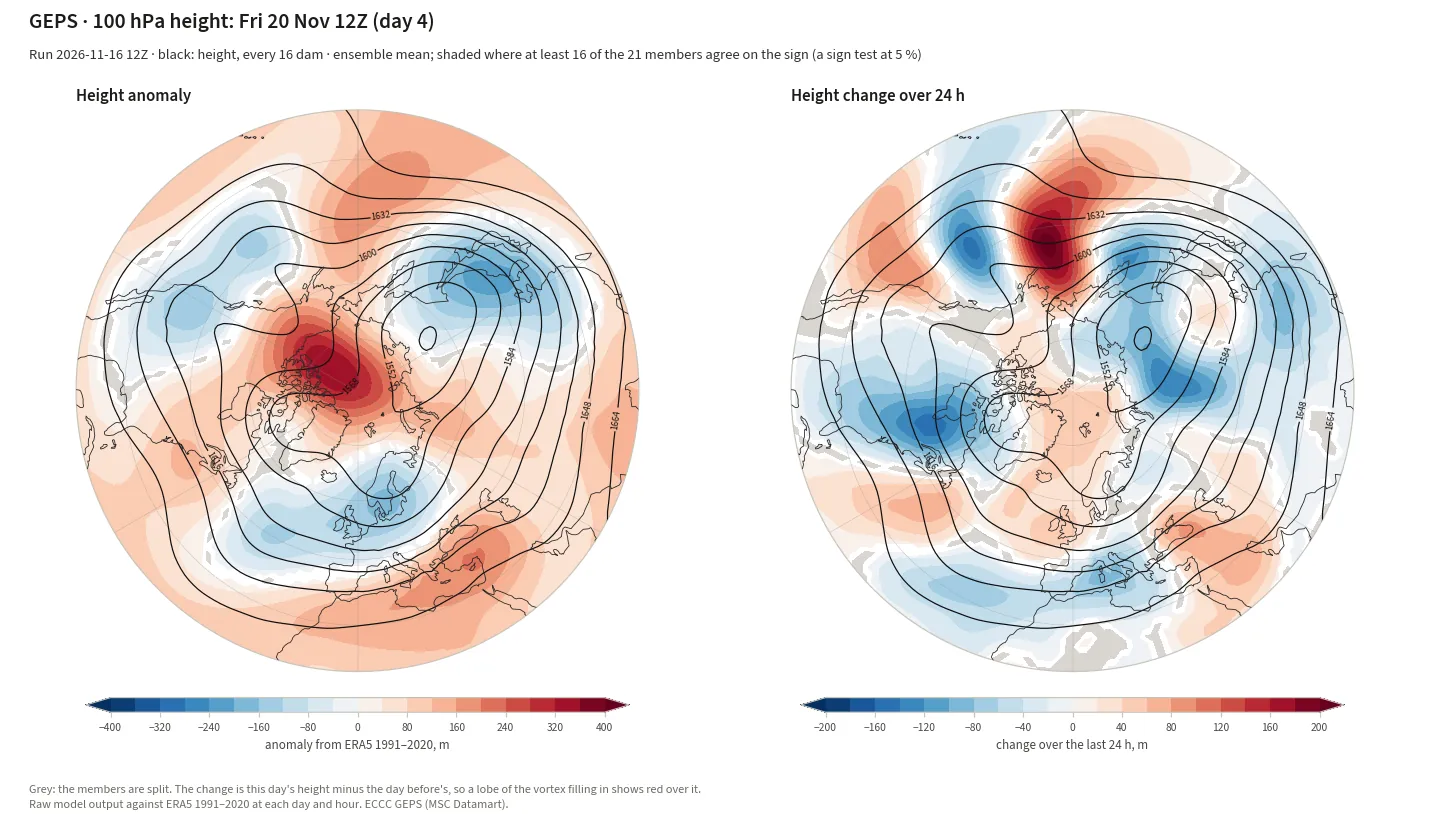 GEPS · 100 hPa height: Fri 20 Nov 12Z (day 4)
Run 2026-11-16 12Z · black: height, every 16 dam · ensemble mean; shaded where at least 16 of the 21 members agree on the sign (a sign test at 5 %)
Height anomaly
Height change over 24 h
1632
1600
1584
1552
1568
1648
1664
1616
1632
1600
1584
1552
1568
1648
1664
−400 −320 −240 −160 −80 0 80 160 240 320 400
anomaly from ERA5 1991–2020, m
−200 −160 −120 −80 −40 0 40 80 120 160 200
change over the last 24 h, m
Grey: the members are split. The change is this day's height minus the day before's, so a lobe of the vortex filling in shows red over it.
Raw model output against ERA5 1991–2020 at each day and hour. ECCC GEPS (MSC Datamart).